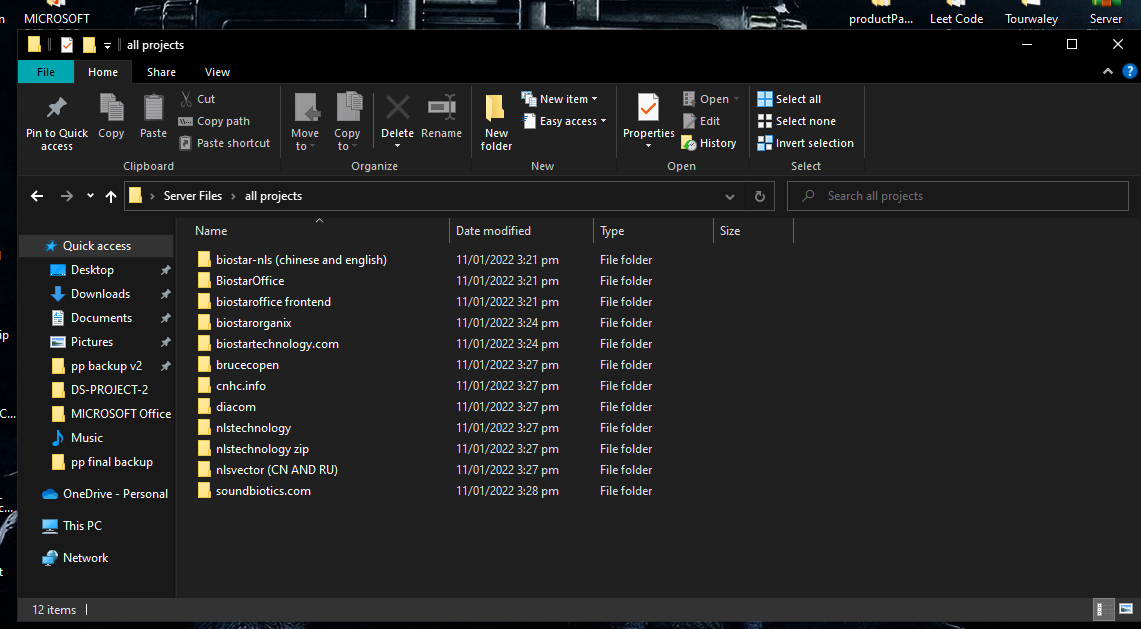 MICROSOFT
productPa...
Leet Code
Tourwaley
Server
all projects
File
Home
Share
View
Pin to Quick access
Copy
Paste
Cut
Copy path
Paste shortcut
Clipboard
Move to
Copy to
Delete
Rename
Organize
New folder
New item
Easy access
New
Properties
Open
Edit
History
Open
Select all
Select none
Invert selection
Select
Server Files
all projects
Search all projects
Name
Date modified
Type
Size
Quick access
Desktop
Downloads
Documents
Pictures
pp backup v2
DS-PROJECT-2
MICROSOFT Office
Music
pp final backup
OneDrive - Personal
This PC
Network
biostar-nls (chinese and english) 11/01/2022 3:21 pm File folder
BiostarOffice 11/01/2022 3:21 pm File folder
biostaroffice frontend 11/01/2022 3:21 pm File folder
biostarorganix 11/01/2022 3:24 pm File folder
biostartechnology.com 11/01/2022 3:24 pm File folder
brucecopen 11/01/2022 3:27 pm File folder
cnhc.info 11/01/2022 3:27 pm File folder
diacom 11/01/2022 3:27 pm File folder
nlstechnology 11/01/2022 3:27 pm File folder
nlstechnology zip 11/01/2022 3:27 pm File folder
nlsvector (CN AND RU) 11/01/2022 3:27 pm File folder
soundbiotics.com 11/01/2022 3:28 pm File folder
12 items